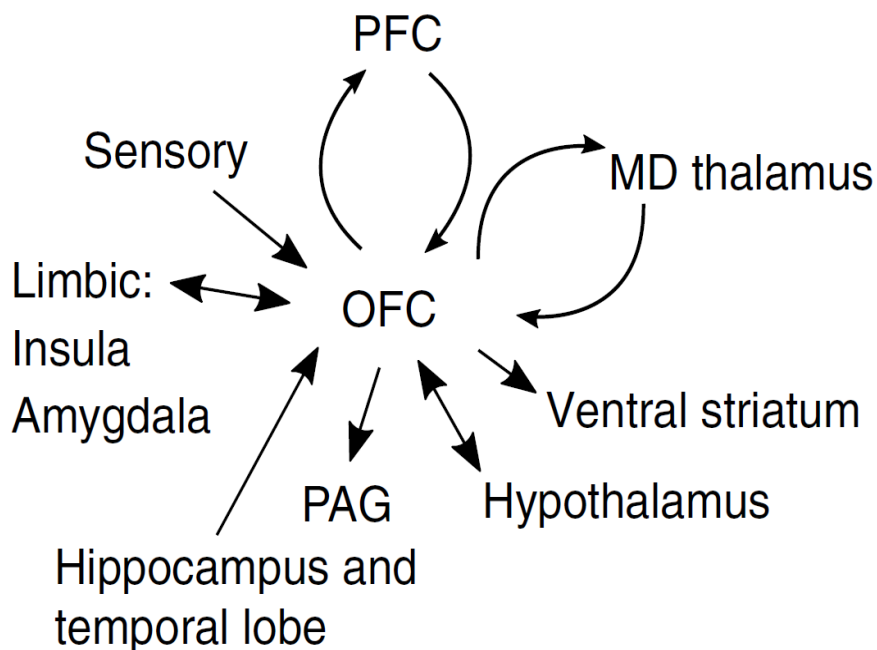 PFC
Sensory
MD thalamus
Limbic:
Insula
Amygdala
OFC
Ventral striatum
PAG
Hypothalamus
Hippocampus and
temporal lobe